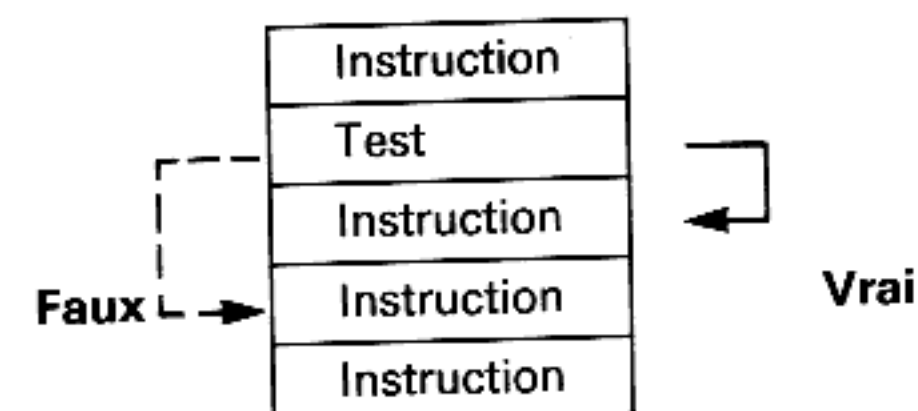 Instruction
Test
Instruction
Instruction
Vrai
Faux
Instruction